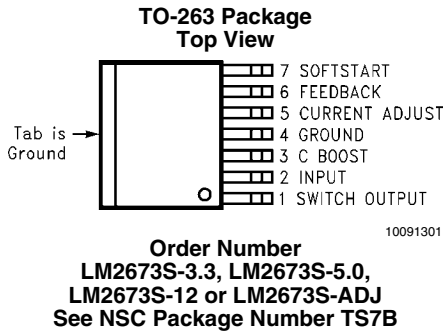 TO-263 Package
Top View
7 SOFTSTART
6 FEEDBACK
5 CURRENT ADJUST
4 GROUND
3 C BOOST
2 INPUT
1 SWITCH OUTPUT
Tab is
Ground
10091301
Order Number
LM2673S-3.3, LM2673S-5.0,
LM2673S-12 or LM2673S-ADJ
See NSC Package Number TS7B